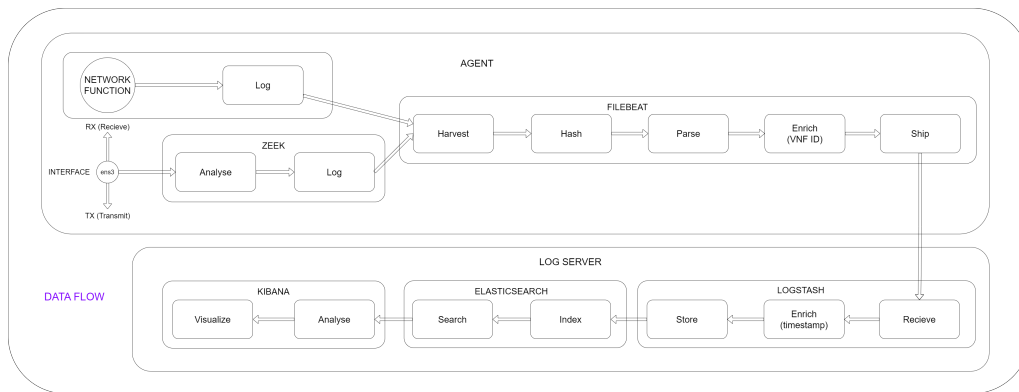 AGENT
NETWORK
FUNCTION
Log
FILEBEAT
RX (Recieve)
Harvest
Hash
Parse
Enrich
(VNF ID)
Ship
ZEEK
INTERFACE
ens3
Analyse
Log
TX (Transmit)
LOG SERVER
DATA FLOW
KIBANA
ELASTICSEARCH
LOGSTASH
Visualize
Analyse
Search
Index
Store
Enrich
(timestamp)
Recieve